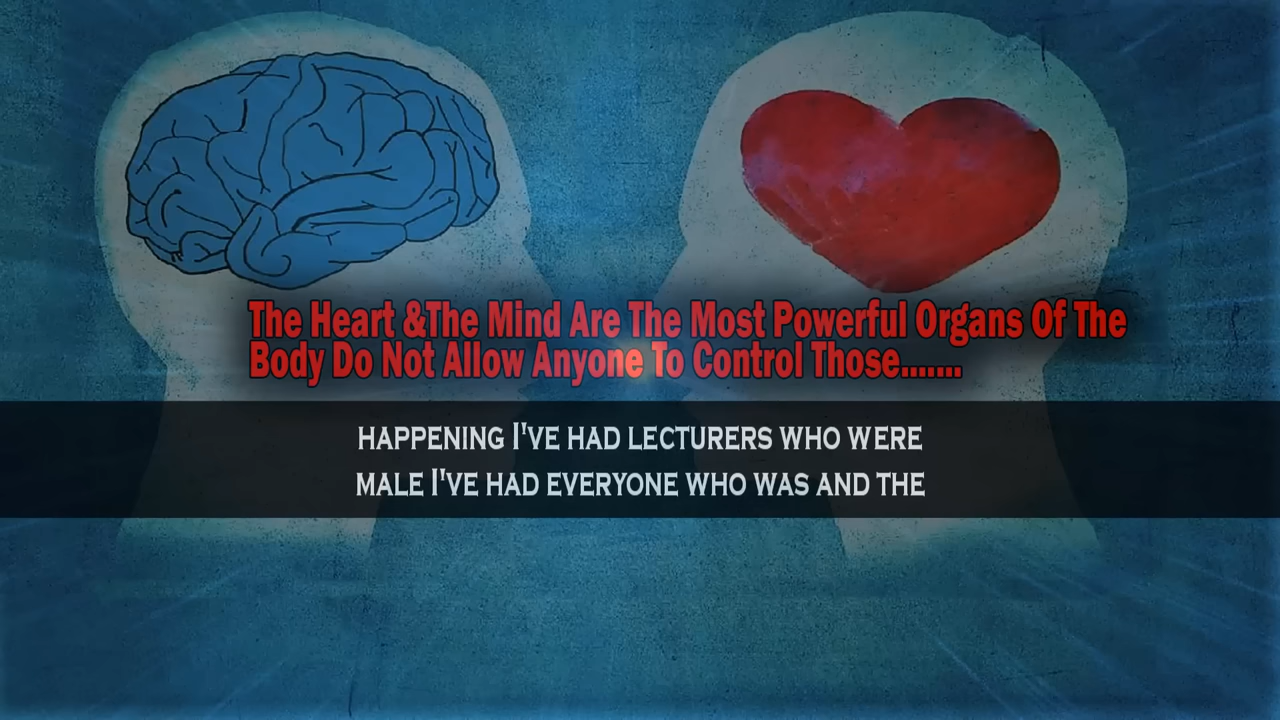 The Heart &The Mind Are The Most Powerful Organs Of The
Body Do Not Allow Anyone To Control Those.......
HAPPENING I'VE HAD LECTURERS WHO WERE
MALE I'VE HAD EVERYONE WHO WAS AND THE